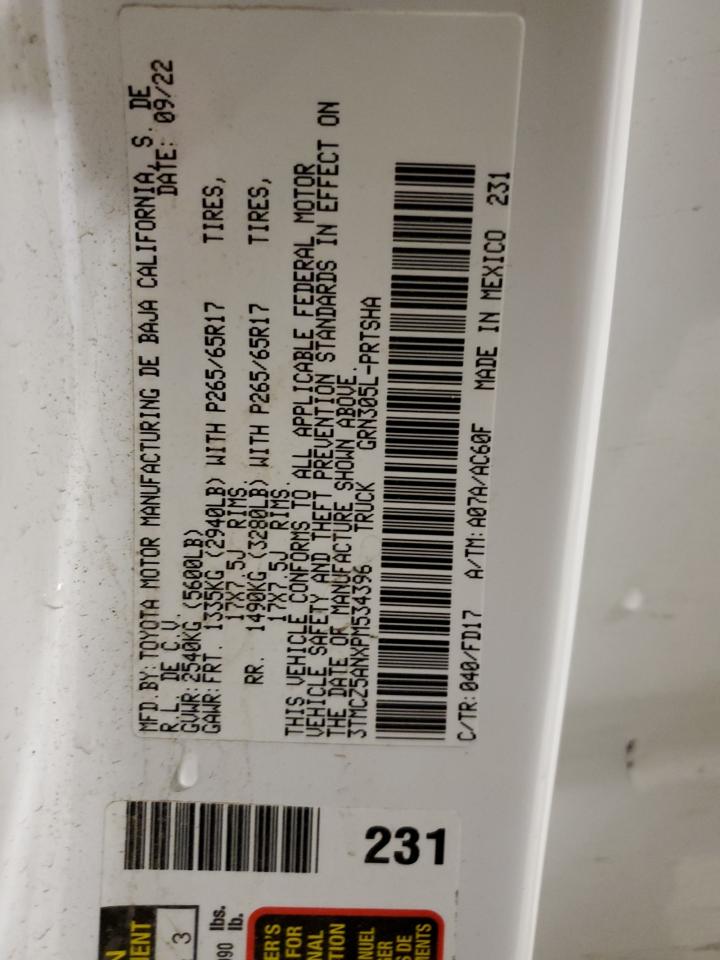 MFD.BY:TOYOTA MOTOR MANUFACTURING DE BAJA CALIFORNIA, S. DE
R.L. DE C.V. DATE: 09/22
GVWR:2540KG (5600LB)
GAWR:FRT. 1335KG (2940LB) WITH P265/65R17 TIRES,
17X7.5J RIMS.
RR. 1490KG (3280LB) WITH P265/65R17 TIRES,
17X7.5J RIMS.
THIS VEHICLE CONFORMS TO ALL APPLICABLE FEDERAL MOTOR
VEHICLE SAFETY AND THEFT PREVENTION STANDARDS IN EFFECT ON
THE DATE OF MANUFACTURE SHOWN ABOVE.
3TMCZ5ANXPM534396 TRUCK GRN305L-PRTSHA
C/TR:040/FD17 A/TM:A07A/AC60F MADE IN MEXICO 231
231
3
lbs.
lb.